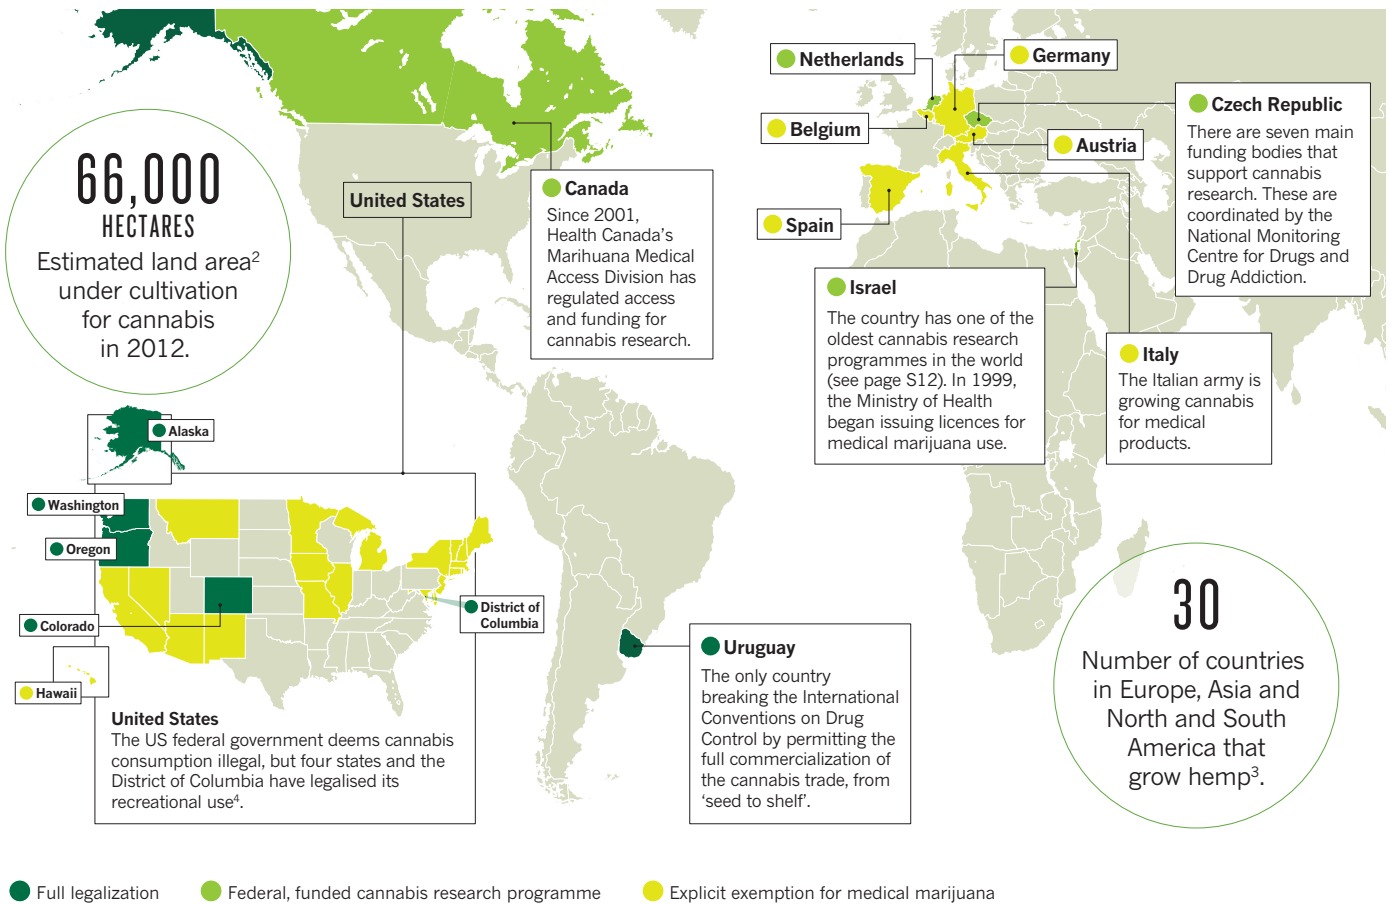 66,000
HECTARES
Estimated land area2
under cultivation
for cannabis
in 2012.
United States
Canada
Since 2001,
Health Canada’s
Marihuana Medical
Access Division has
regulated access
and funding for
cannabis research.
Netherlands
Germany
Belgium
Austria
Spain
Czech Republic
There are seven main
funding bodies that
support cannabis
research. These are
coordinated by the
National Monitoring
Centre for Drugs and
Drug Addiction.
Israel
The country has one of the
oldest cannabis research
programmes in the world
(see page S12). In 1999,
the Ministry of Health
began issuing licences for
medical marijuana use.
Italy
The Italian army is
growing cannabis
for medical
products.
Alaska
Washington
Oregon
Colorado
Hawaii
District of
Columbia
United States
The US federal government deems cannabis
consumption illegal, but four states and the
District of Columbia have legalised its
recreational use4.
Uruguay
The only country
breaking the International
Conventions on Drug
Control by permitting the
full commercialization of
the cannabis trade, from
‘seed to shelf’.
30
Number of countries
in Europe, Asia and
North and South
America that
grow hemp3.
Full legalization
Federal, funded cannabis research programme
Explicit exemption for medical marijuana